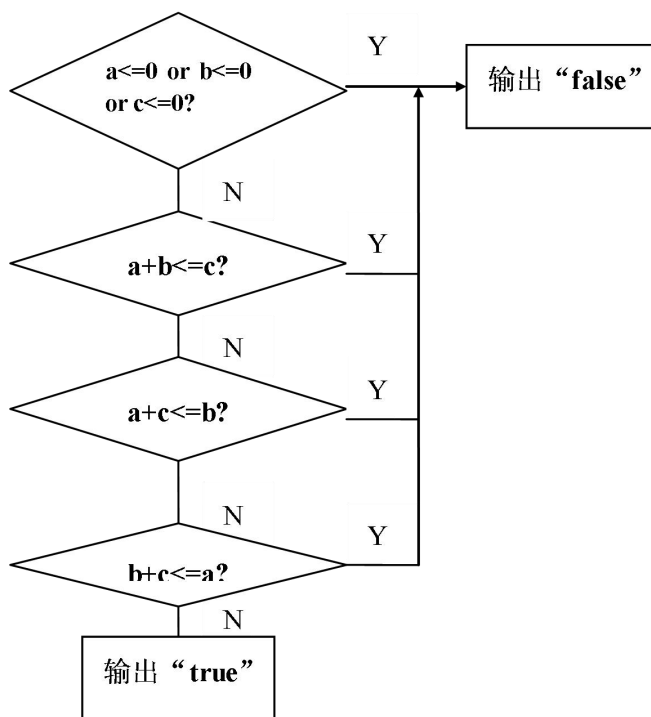 Y
a<=0 or b<=0
or c<=0?
输出“false”
N
Y
a+b<=c?
N
Y
a+c<=b?
N
Y
b+c<=a?
N
输出“true”